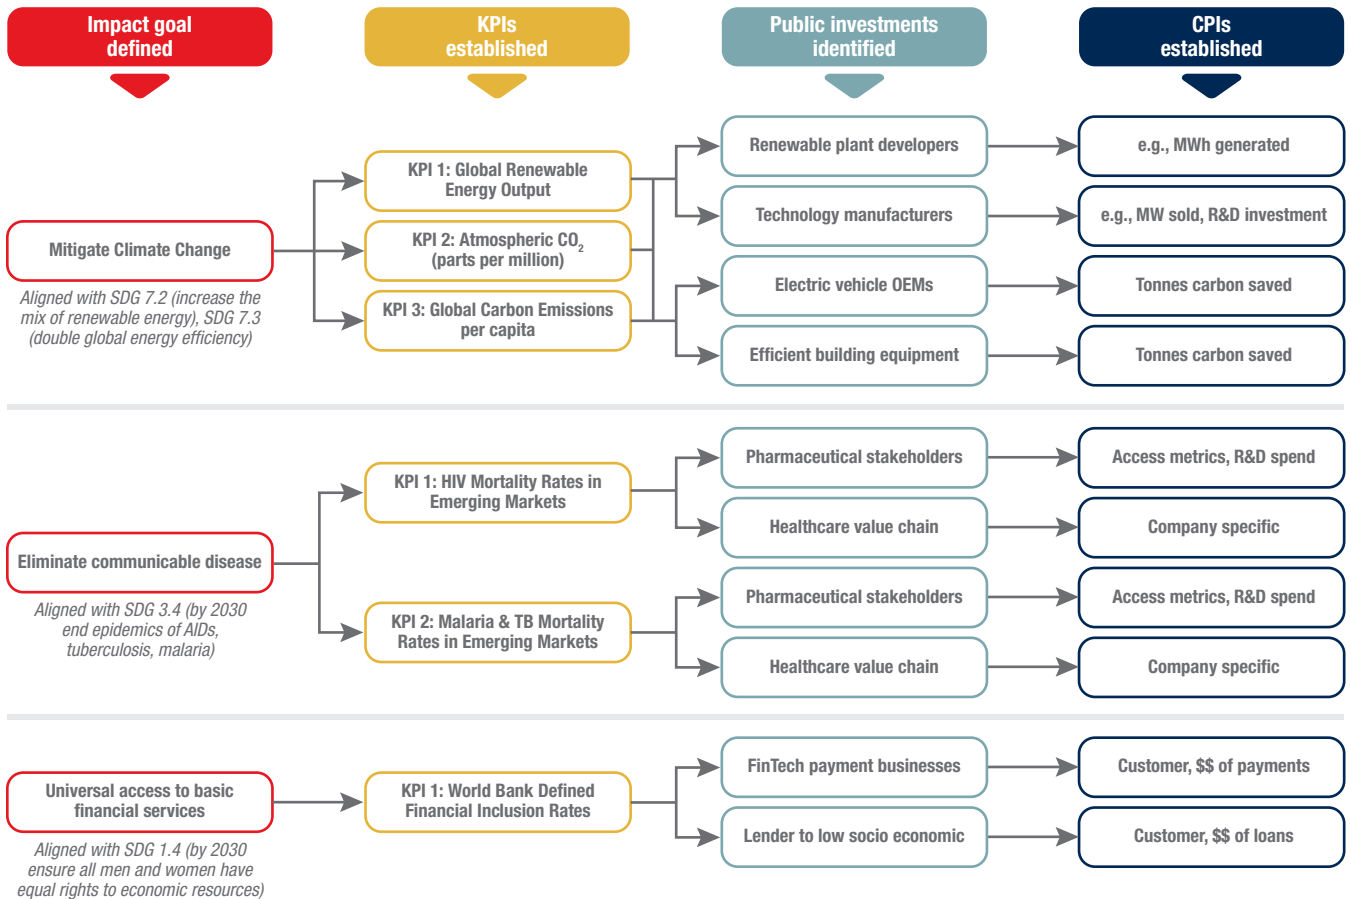 Impact goal
defined
KPIs
established
Public investments
identified
CPIs
established
Mitigate Climate Change
Aligned with SDG 7.2 (increase the
mix of renewable energy), SDG 7.3
(double global energy efficiency)
KPI 1: Global Renewable
Energy Output
KPI 2: Atmospheric CO₂
(parts per million)
KPI 3: Global Carbon Emissions
per capita
Renewable plant developers
e.g., MWh generated
Technology manufacturers
e.g., MW sold, R&D investment
Electric vehicle OEMs
Tonnes carbon saved
Efficient building equipment
Tonnes carbon saved
Eliminate communicable disease
Aligned with SDG 3.4 (by 2030
end epidemics of AIDs,
tuberculosis, malaria)
KPI 1: HIV Mortality Rates in
Emerging Markets
KPI 2: Malaria & TB Mortality
Rates in Emerging Markets
Pharmaceutical stakeholders
Access metrics, R&D spend
Healthcare value chain
Company specific
Pharmaceutical stakeholders
Access metrics, R&D spend
Healthcare value chain
Company specific
Universal access to basic
financial services
Aligned with SDG 1.4 (by 2030
ensure all men and women have
equal rights to economic resources)
KPI 1: World Bank Defined
Financial Inclusion Rates
FinTech payment businesses
Customer, $$ of payments
Lender to low socio economic
Customer, $$ of loans